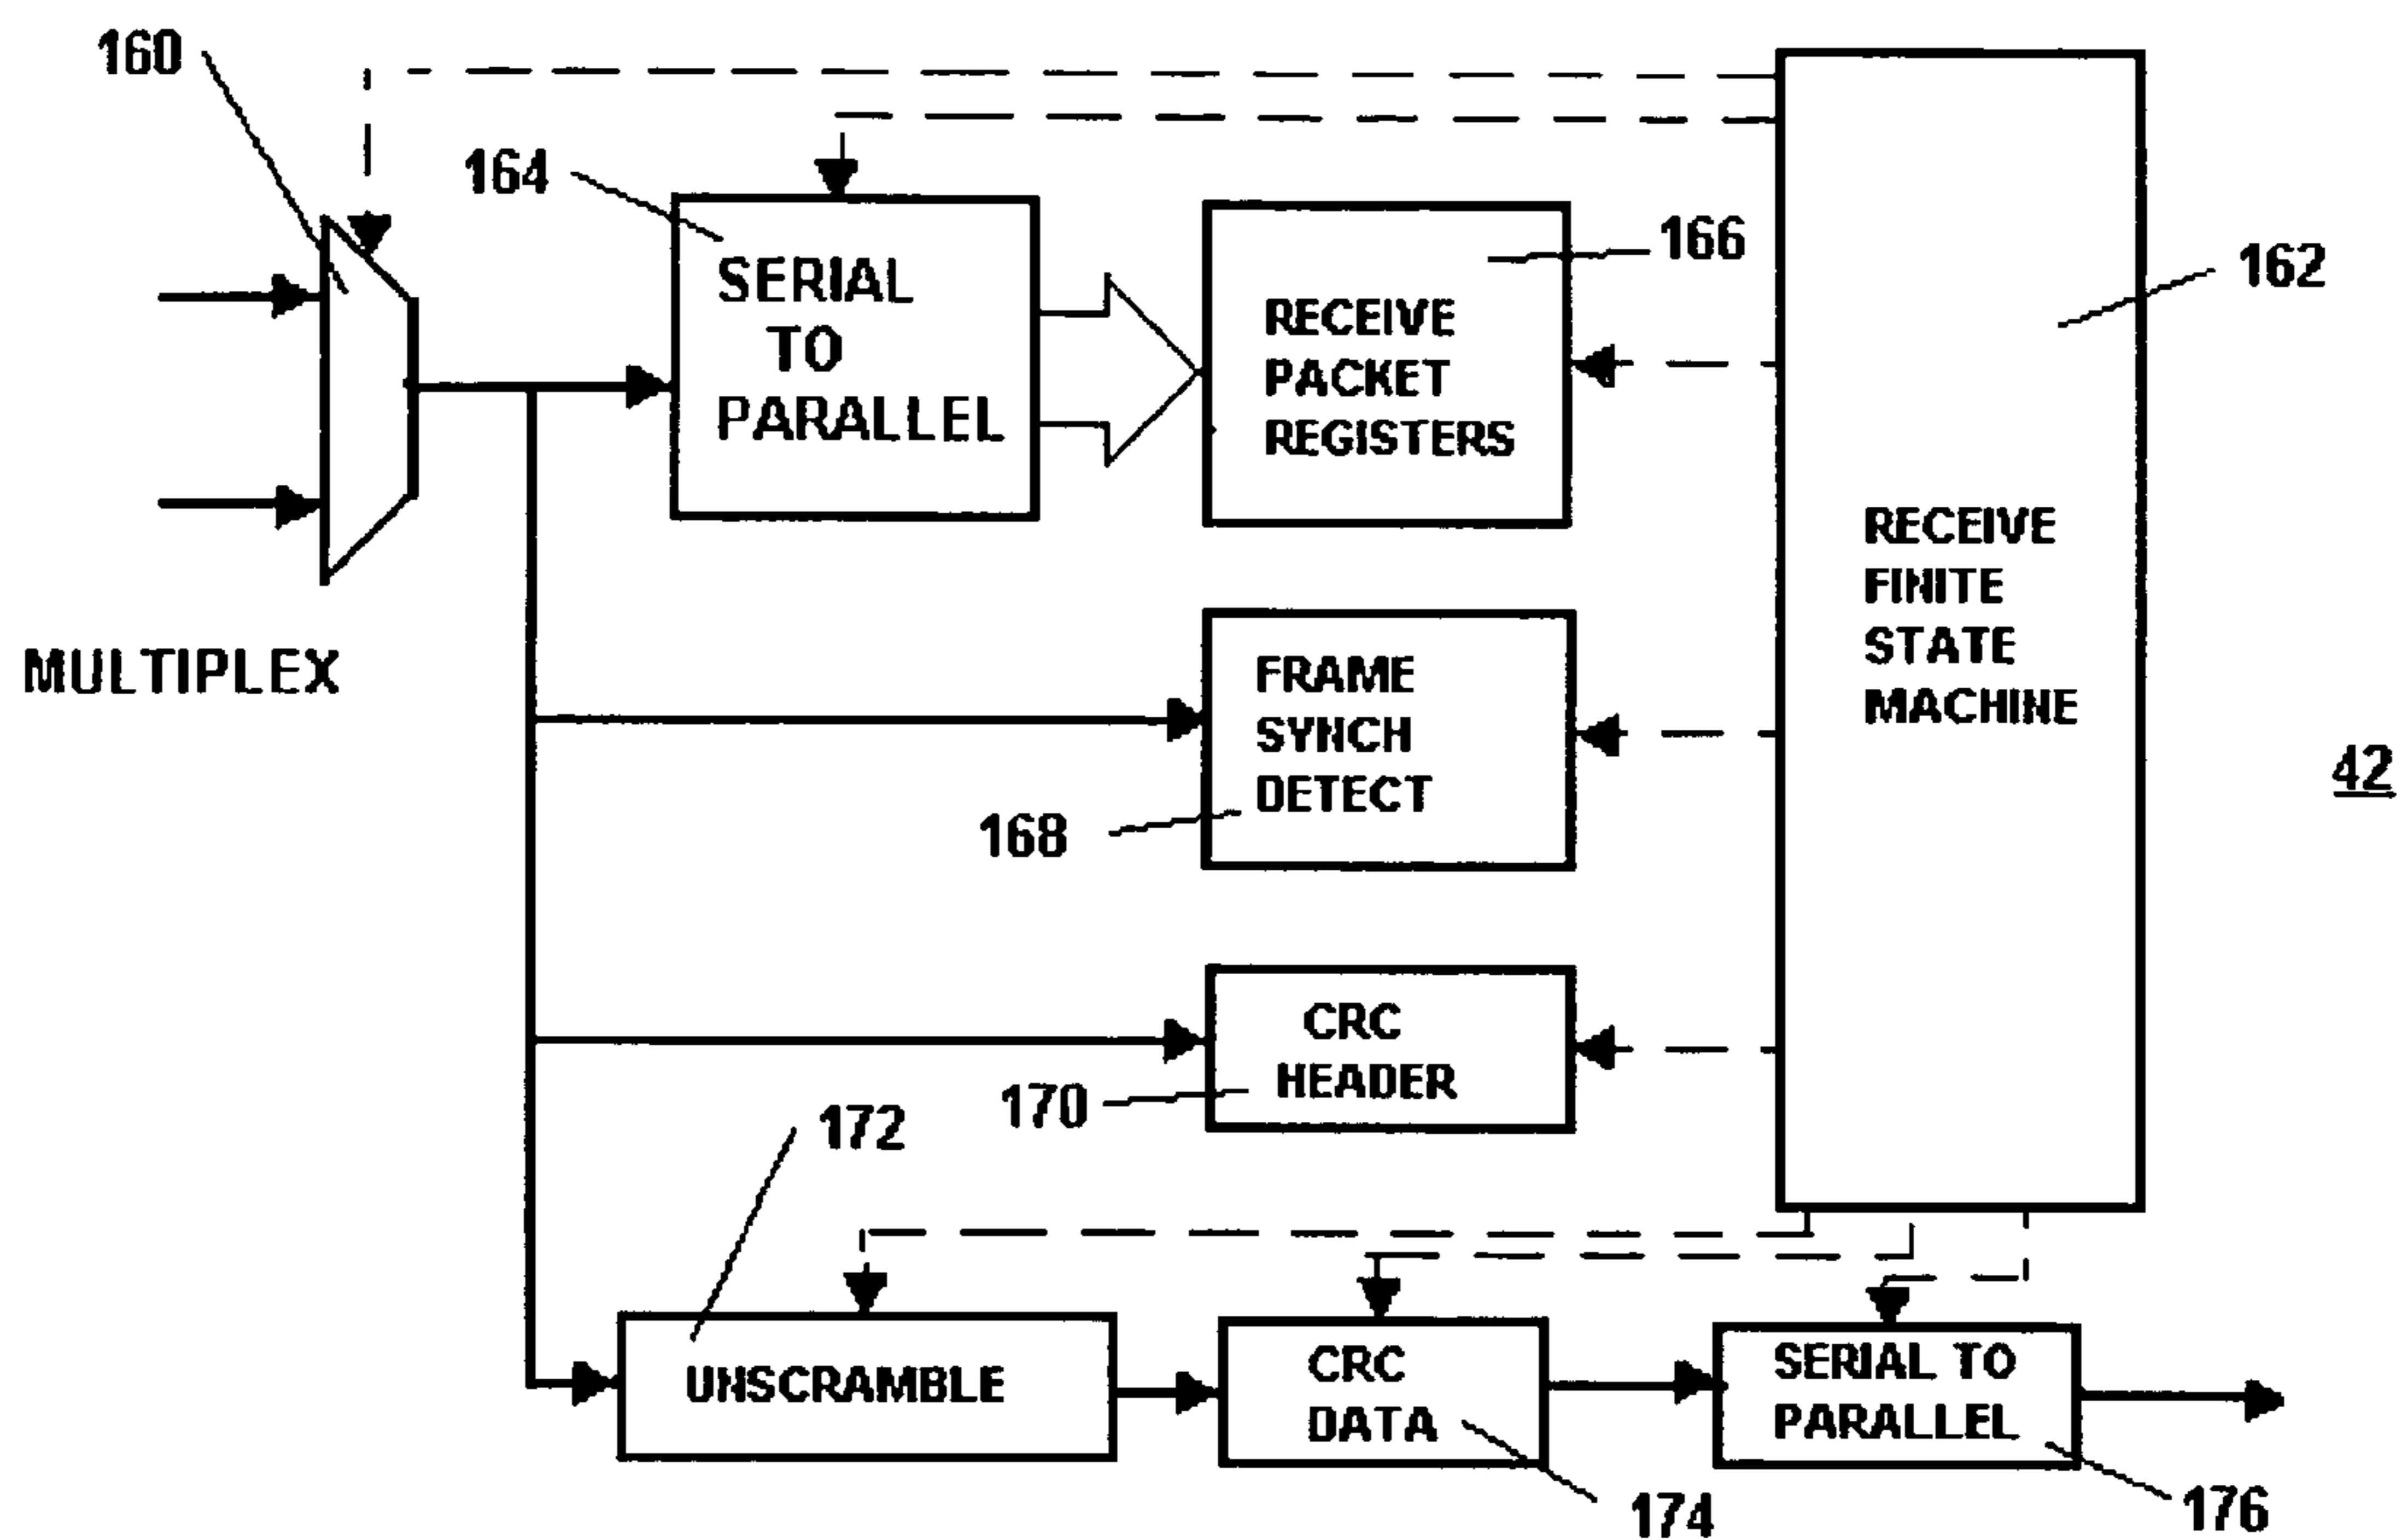 160
164
SERIAL
TO
PARALLEL
166
RECEIVE
PACKET
REGISTERS
162
RECEIVE
FINITE
STATE
MACHINE
MULTIPLEX
FRAME
SYNCH
DETECT
168
42
CRC
HEADER
170
172
UNSCRAMBLE
CRC
DATA
174
SERIAL TO
PARALLEL
176